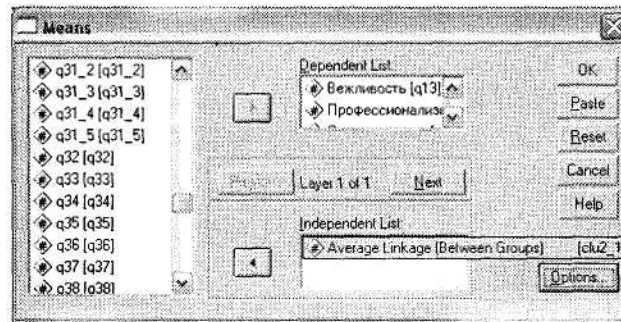 Means
q31_2 [q31_2]
q31_3 [q31_3]
q31_4 [q31_4]
q31_5 [q31_5]
q32 [q32]
q33 [q33]
q34 [q34]
q35 [q35]
q36 [q36]
q37 [q37]
q38 [q38]
Dependent List:
Вежливость [q13]
Профессионализм
Previous
Layer 1 of 1
Next
Independent List:
Average Linkage (Between Groups) [clu2_1
OK
Paste
Reset
Cancel
Help
Options...